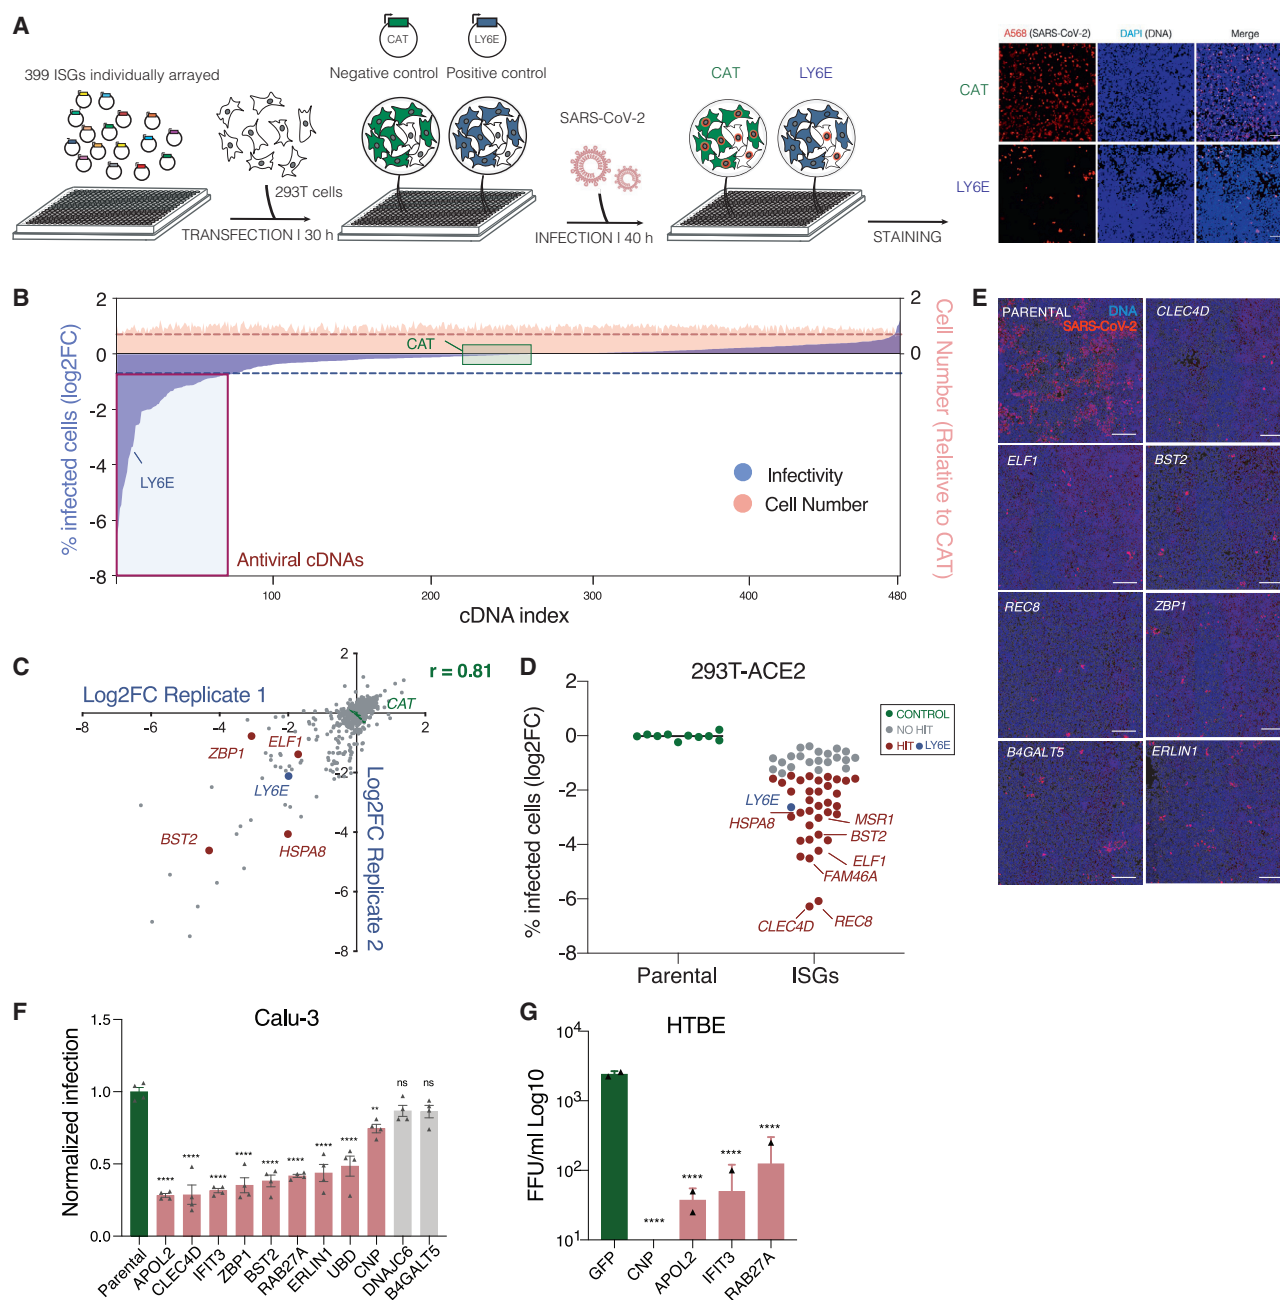 A
399 ISGs individually arrayed
293T cells
TRANSFECTION I 30 h
CAT
LY6E
Negative control
Positive control
SARS-CoV-2
INFECTION I 40 h
CAT
LY6E
STAINING
A568 (SARS-CoV-2)
DAPI (DNA)
Merge
CAT
LY6E
B
% infected cells (log2FC)
2
0
-2
-4
-6
-8
CAT
LY6E
Antiviral cDNAs
Infectivity
Cell Number
2
0
Cell Number (Relative to CAT)
100
200
300
400
480
cDNA index
C
Log2FC Replicate 1
r = 0.81
2
CAT
-8
-6
-4
-2
2
ZBP1
ELF1
LY6E
-2
BST2
HSPA8
-4
-6
-8
Log2FC Replicate 2
D
293T-ACE2
% infected cells (log2FC)
2
0
-2
-4
-6
-8
CONTROL
NO HIT
HIT
LY6E
LY6E
HSPA8
MSR1
BST2
ELF1
FAM46A
CLEC4D
REC8
Parental
ISGs
E
PARENTAL
DNA
SARS-CoV-2
CLEC4D
ELF1
BST2
REC8
ZBP1
B4GALT5
ERLIN1
F
Calu-3
Normalized infection
1.5
1.0
0.5
0.0
****
****
****
****
****
****
****
****
**
ns
ns
Parental
APOL2
CLEC4D
IFIT3
ZBP1
BST2
RAB27A
ERLIN1
UBD
CNP
DNAJC6
B4GALT5
G
HTBE
FFU/ml Log10
10⁴
10³
10²
10¹
****
****
****
****
GFP
CNP
APOL2
IFIT3
RAB27A